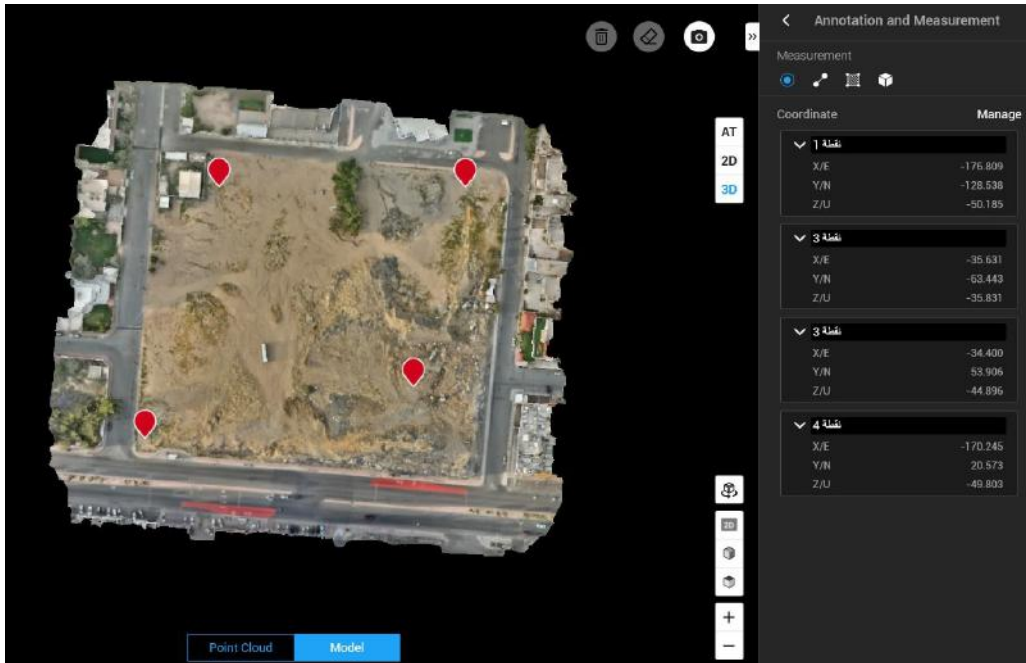 Annotation and Measurement
Measurement
Coordinate Manage
نقطة 1
X/E -176.809
Y/N -128.538
Z/U -50.185
نقطة 3
X/E -35.631
Y/N -63.443
Z/U -35.831
نقطة 3
X/E -34.400
Y/N 53.906
Z/U -44.896
نقطة 4
X/E -170.245
Y/N 20.573
Z/U -49.803
AT
2D
3D
2D
Point Cloud Model